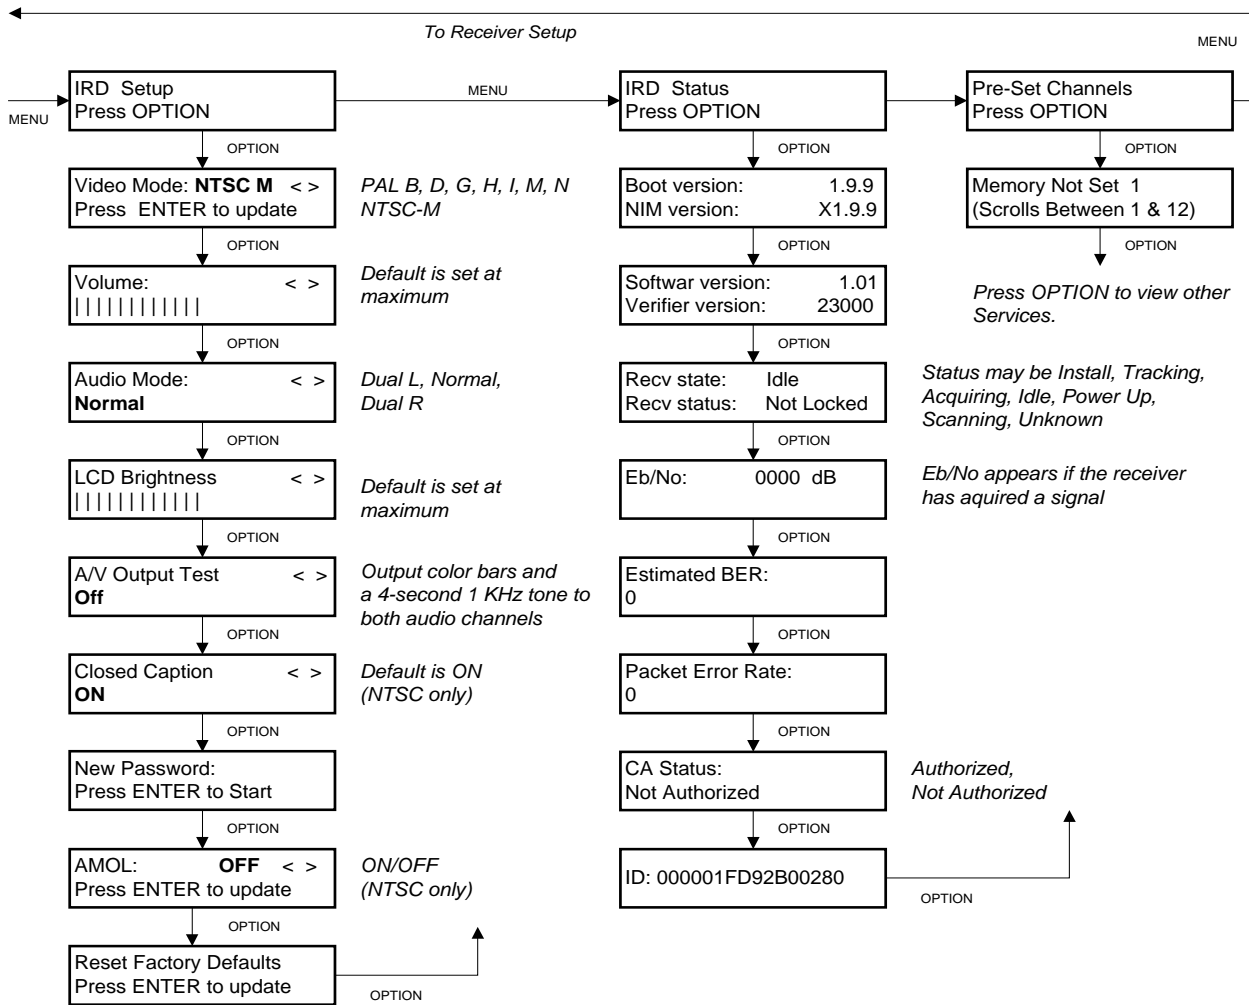 To Receiver Setup
MENU
MENU
IRD  Setup
Press OPTION
MENU
IRD  Status
Press OPTION
Pre-Set Channels
Press OPTION
OPTION
Video Mode: NTSC M  < >
Press  ENTER to update
PAL B, D, G, H, I, M, N
NTSC-M
OPTION
Volume:  < >
||||||||||||
Default is set at
maximum
OPTION
Audio Mode:  < >
Normal
Dual L, Normal,
Dual R
OPTION
LCD Brightness  < >
||||||||||||
Default is set at
maximum
OPTION
A/V Output Test  < >
Off
Output color bars and
a 4-second 1 KHz tone to
both audio channels
OPTION
Closed Caption  < >
ON
Default is ON
(NTSC only)
OPTION
New Password:
Press ENTER to Start
OPTION
AMOL:  OFF  < >
Press ENTER to update
ON/OFF
(NTSC only)
OPTION
Reset Factory Defaults
Press ENTER to update
OPTION
OPTION
Boot version:  1.9.9
NIM version:  X1.9.9
OPTION
Softwar version:  1.01
Verifier version:  23000
OPTION
Recv state:  Idle
Recv status:  Not Locked
Status may be Install, Tracking,
Acquiring, Idle, Power Up,
Scanning, Unknown
OPTION
Eb/No:  0000  dB
Eb/No appears if the receiver
has aquired a signal
OPTION
Estimated BER:
0
OPTION
Packet Error Rate:
0
OPTION
CA Status:
Not Authorized
Authorized,
Not Authorized
OPTION
ID: 000001FD92B00280
OPTION
OPTION
Memory Not Set  1
(Scrolls Between 1 & 12)
OPTION
Press OPTION to view other
Services.